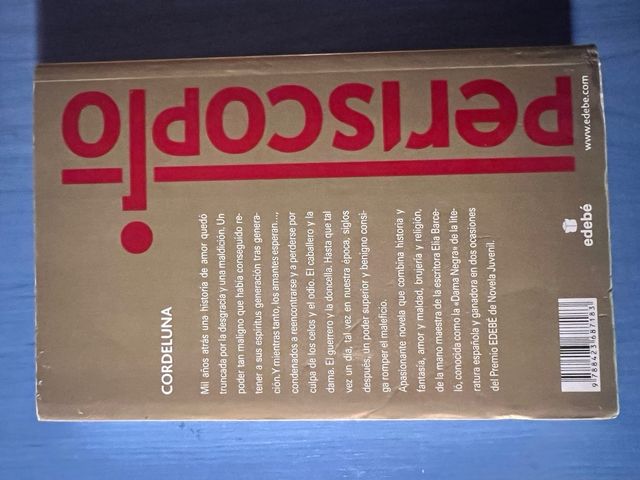 periscopio
CORDELUNA
Mil años atrás una historia de amor quedó
truncada por la desgracia y una maldición. Un
poder tan maligno que había conseguido re-
tener a sus espíritus generación tras genera-
ción. Y mientras tanto, los amantes esperan...,
condenados a reencontrarse y a perderse por
culpa de los celos y el odio. El caballero y la
dama. El guerrero y la doncella. Hasta que tal
vez un día, tal vez en nuestra época, siglos
después, un poder superior y benigno consi-
ga romper el maleficio.
Apasionante novela que combina historia y
fantasía, amor y maldad, brujería y religión,
de la mano maestra de la escritora Elia Barce-
ló, conocida como la «Dama Negra» de la lite-
ratura española y ganadora en dos ocasiones
del Premio EDEBÉ de Novela Juvenil.
9 788423 687183
edebé
www.edebe.com